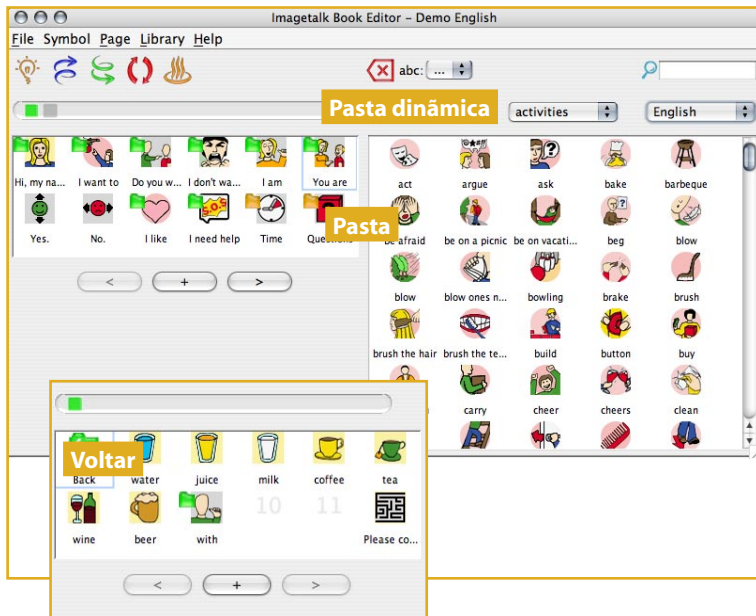 Imagetalk Book Editor – Demo English
File Symbol Page Library Help
abc: ...
Pasta dinãmica
activities
English
Hi, my na... I want to Do you w... I don't wa... I am You are
Yes. No. I like I need help Time
Pasta
< + >
act argue ask bake barbeque
be afraid be on a picnic be on vacati... beg blow
blow blow ones n... bowling brake brush
brush the hair brush the te... build button buy
carry cheer cheers clean
Voltar
Back water juice milk coffee tea
10 11
wine beer with Please co...
< + >